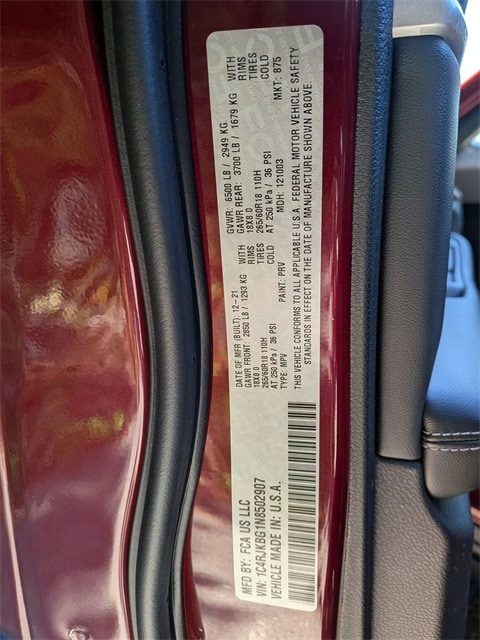 MFD BY: FCA US LLC
VIN: 1C4RJKBG1N8502907
VEHICLE MADE IN: U.S.A.
DATE OF MFR (BUILT): 12-21 GVWR: 6500 LB / 2949 KG
GAWR FRONT: 2850 LB / 1293 KG WITH GAWR REAR: 3700 LB / 1679 KG WITH
18X8.0 RIMS 18X8.0 RIMS
265/60R18 110H TIRES 265/60R18 110H TIRES
AT 250 kPa / 36 PSI COLD AT 250 kPa / 36 PSI COLD
TYPE: MPV PAINT: PRV MDH: 121003 MKT: 875
THIS VEHICLE CONFORMS TO ALL APPLICABLE U.S.A. FEDERAL MOTOR VEHICLE SAFETY
STANDARDS IN EFFECT ON THE DATE OF MANUFACTURE SHOWN ABOVE.